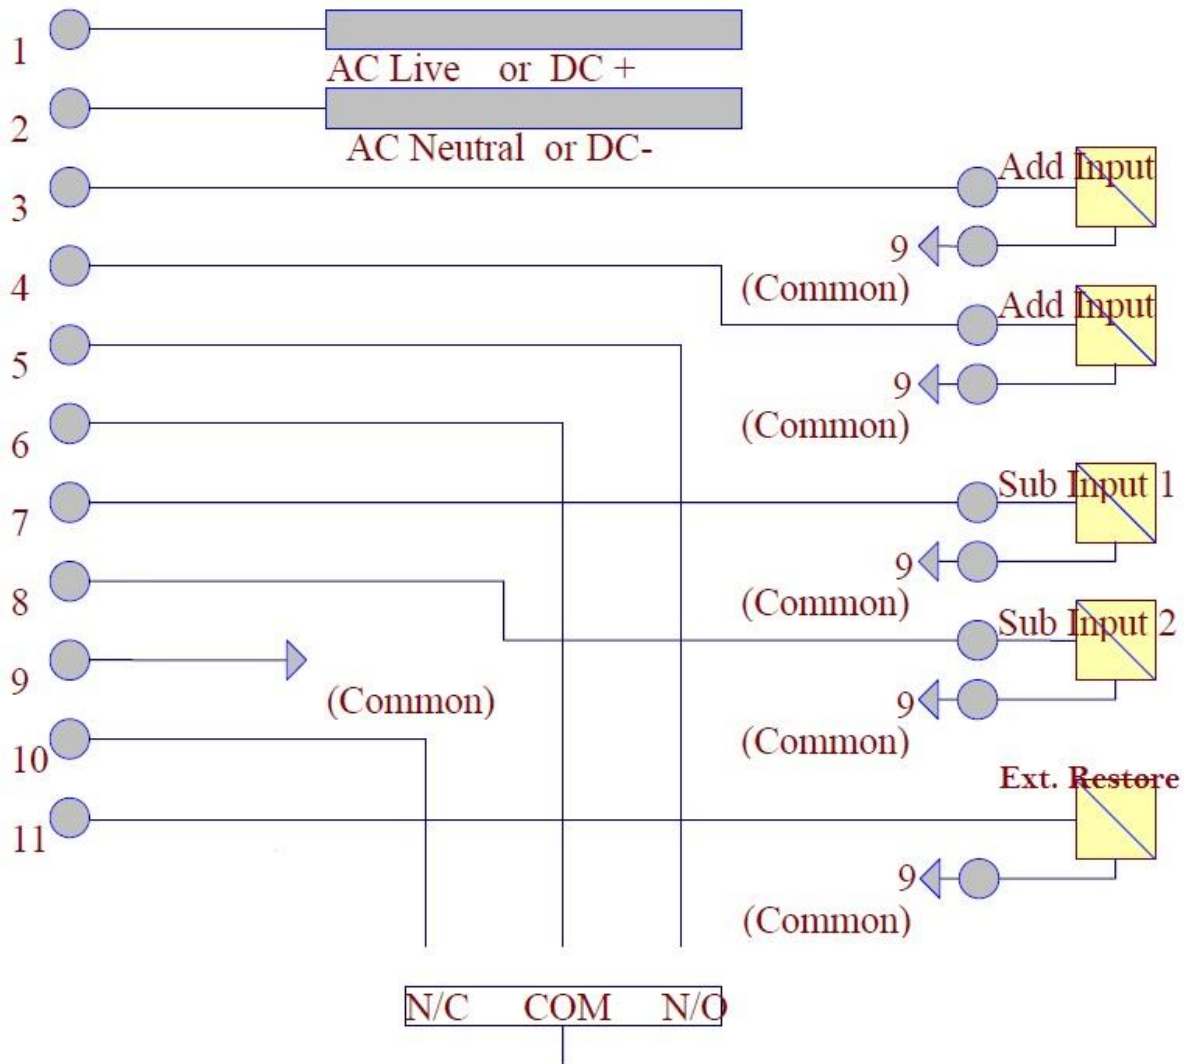 1
AC Live or DC +
2
AC Neutral or DC-
3
Add Input
9
(Common)
4
Add Input
9
(Common)
5
6
7
Sub Input 1
9
(Common)
8
Sub Input 2
9
(Common)
9
(Common)
10
Ext. Restore
11
9
(Common)
N/C COM N/O